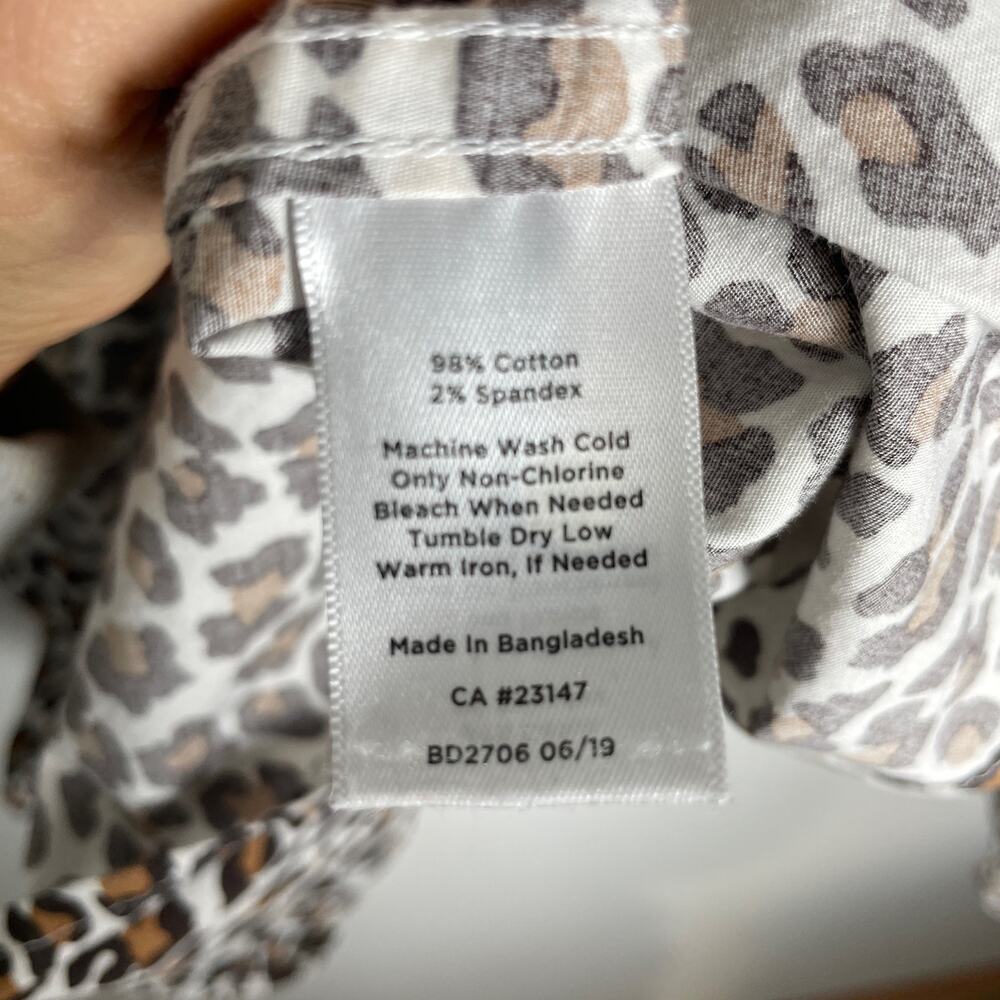 98% Cotton
2% Spandex
Machine Wash Cold
Only Non-Chlorine
Bleach When Needed
Tumble Dry Low
Warm Iron, If Needed
Made In Bangladesh
CA #23147
BD2706 06/19